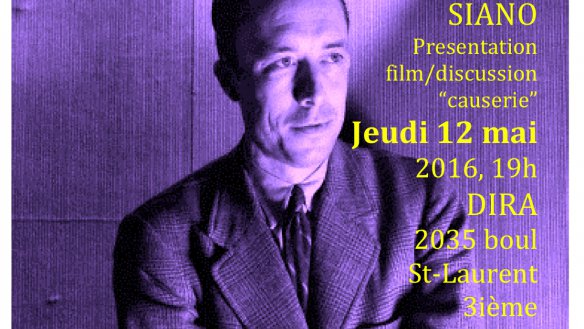 SIANO
Presentation
film/discussion
“causerie”
Jeudi 12 mai
2016, 19h
DIRA
2035 boul
St-Laurent
3ième